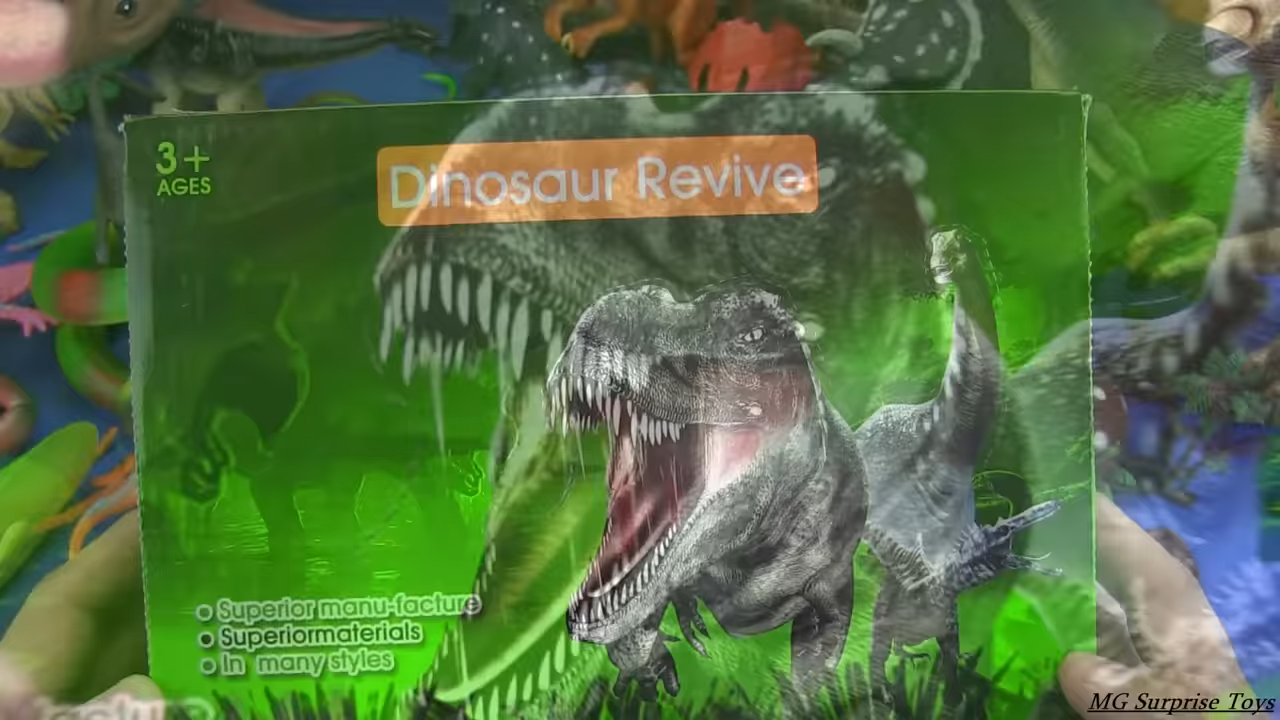 3+
AGES
Dinosaur Revive
• Superior manu-facture
• Superiormaterials
• In many styles
MG Surprise Toys